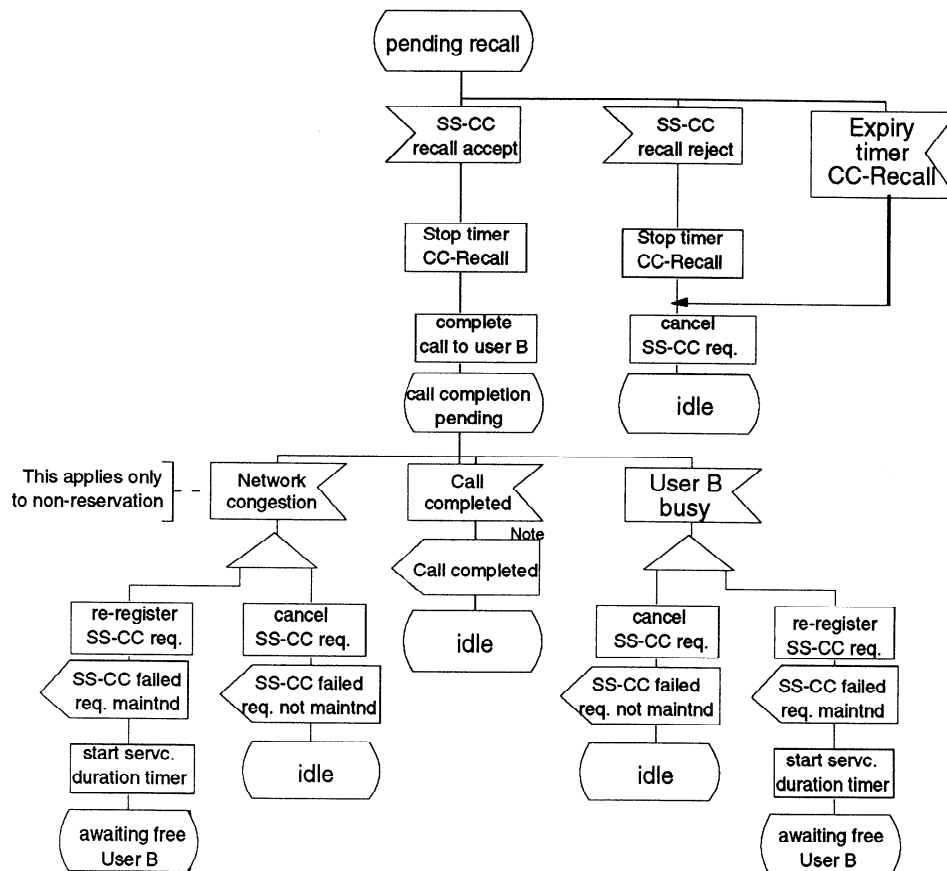 pending recall
SS-CC
recall accept
SS-CC
recall reject
Expiry
timer
CC-Recall
Stop timer
CC-Recall
Stop timer
CC-Recall
complete
call to user B
cancel
SS-CC req.
call completion
pending
idle
This applies only
to non-reservation
Network
congestion
Call
completed
User B
busy
Note
Call completed
re-register
SS-CC req.
cancel
SS-CC req.
idle
cancel
SS-CC req.
re-register
SS-CC req.
SS-CC failed
req. maintnd
SS-CC failed
req. not maintnd
SS-CC failed
req. not maintnd
SS-CC failed
req. maintnd
start servc.
duration timer
idle
idle
start servc.
duration timer
awaiting free
User B
awaiting free
User B